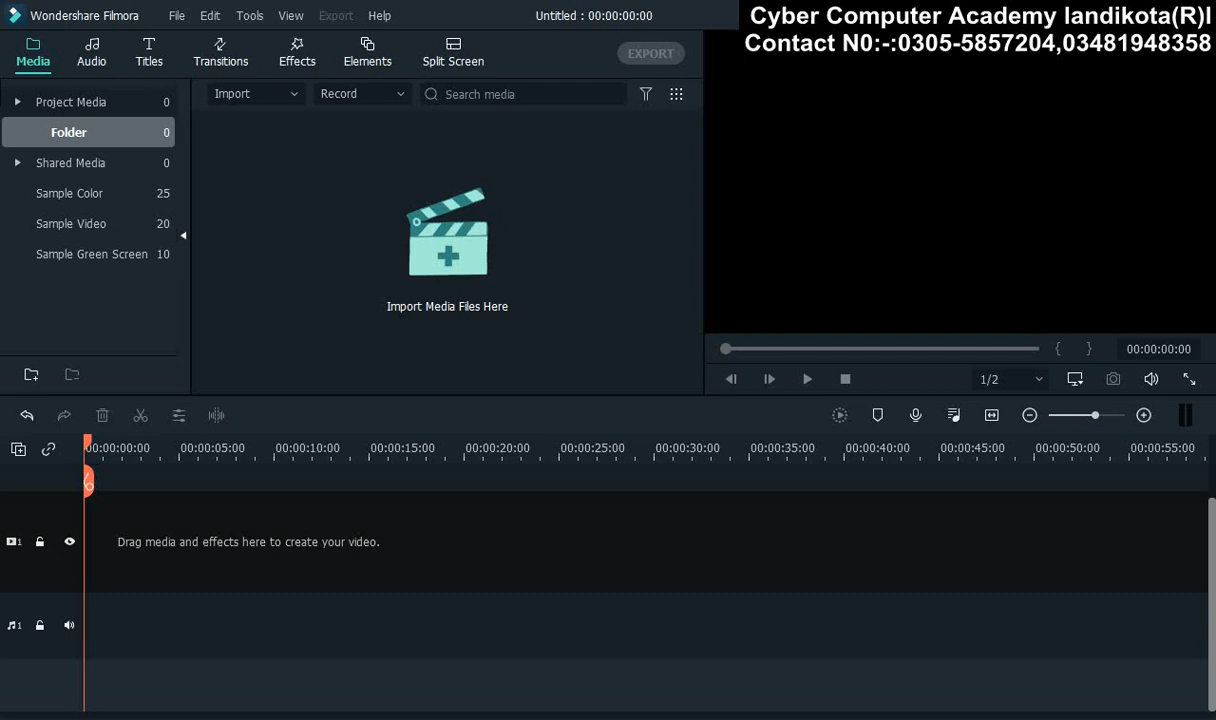 Wondershare Filmora File Edit Tools View Export Help Untitled : 00:00:00:00
Cyber Computer Academy landikota(R)l
Contact N0:-:0305-5857204,03481948358
Media Audio Titles Transitions Effects Elements Split Screen EXPORT
Project Media 0
Import Record Search media
Folder 0
Shared Media 0
Sample Color 25
Sample Video 20
Sample Green Screen 10
Import Media Files Here
00:00:00:00
1/2
00:00:00:00 00:00:05:00 00:00:10:00 00:00:15:00 00:00:20:00 00:00:25:00 00:00:30:00 00:00:35:00 00:00:40:00 00:00:45:00 00:00:50:00 00:00:55:00
1 Drag media and effects here to create your video.
1